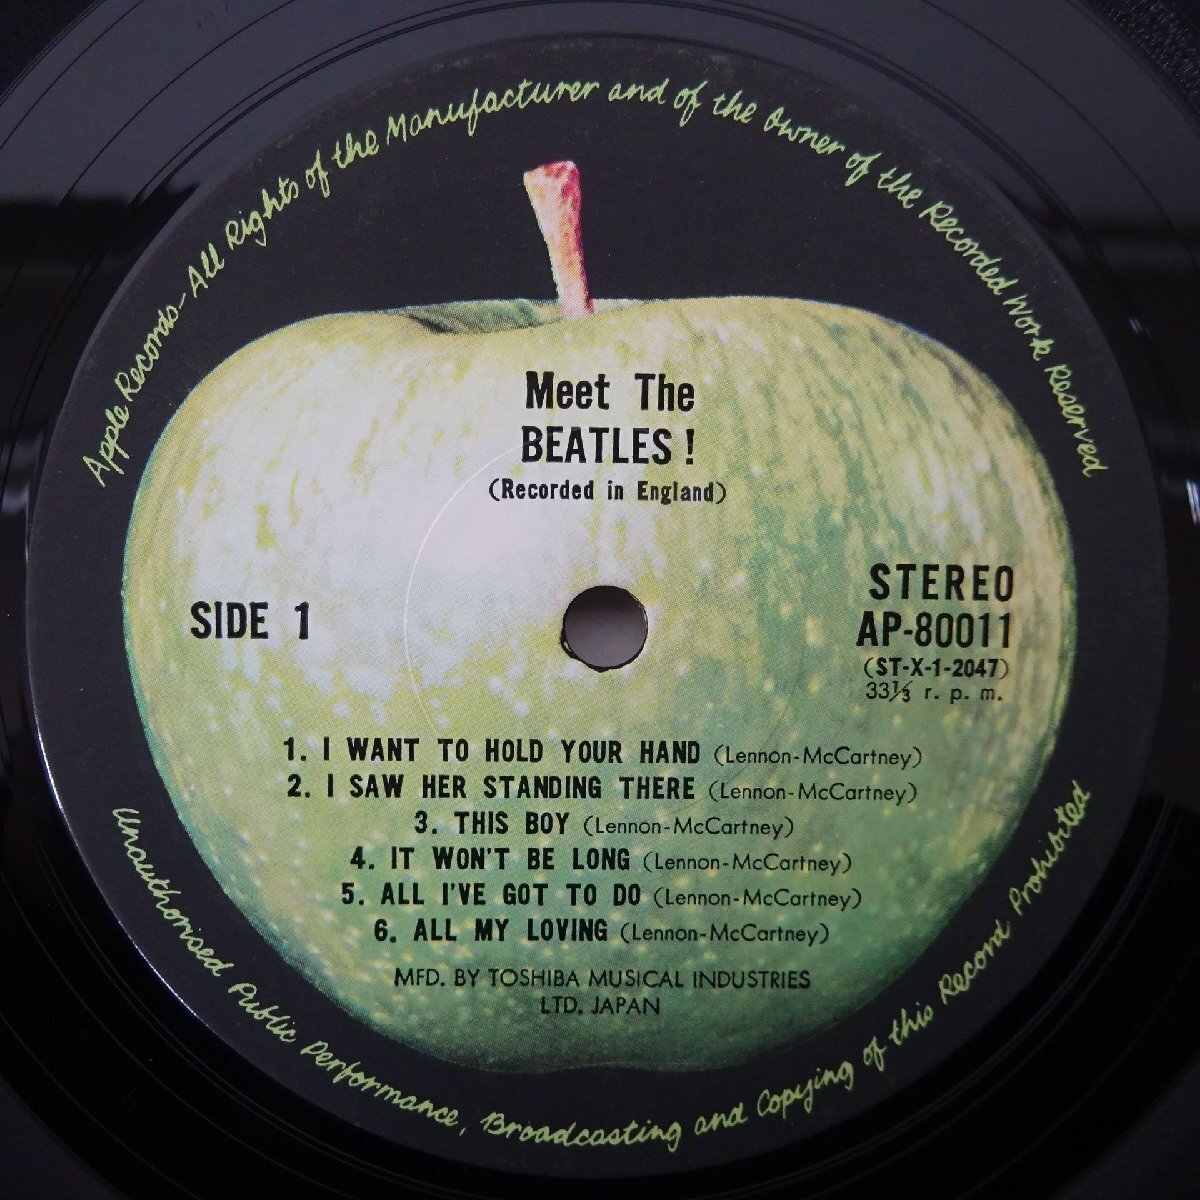 Apple Records-All Rights of the Manufacturer and of the Owner of the Recorded Work Reserved
Meet The
BEATLES!
(Recorded in England)
SIDE 1
STEREO
AP-80011
(ST-X-1-2047)
33⅓ r. p. m.
1. I WANT TO HOLD YOUR HAND (Lennon-McCartney)
2. I SAW HER STANDING THERE (Lennon-McCartney)
3. THIS BOY (Lennon-McCartney)
4. IT WON'T BE LONG (Lennon-McCartney)
5. ALL I'VE GOT TO DO (Lennon-McCartney)
6. ALL MY LOVING (Lennon-McCartney)
MFD. BY TOSHIBA MUSICAL INDUSTRIES
LTD. JAPAN
Unauthorised Public Performance, Broadcasting and Copying of this Record Prohibited